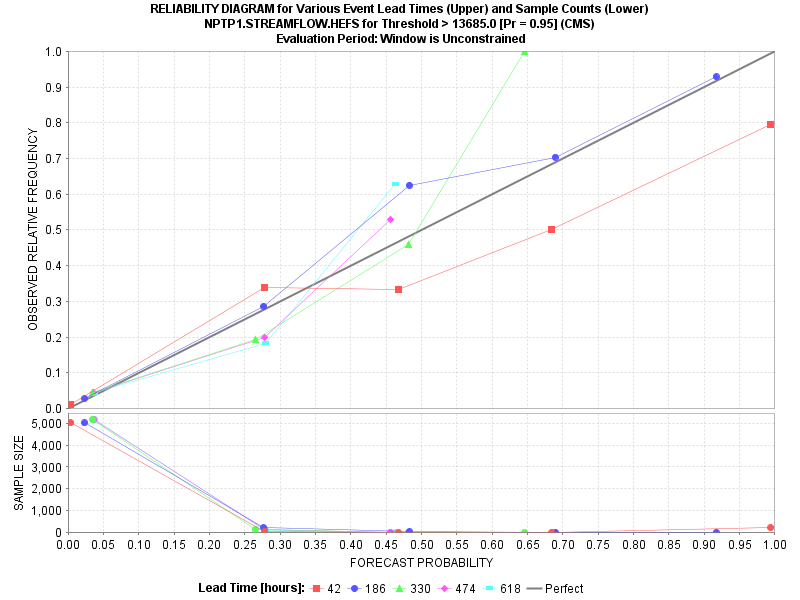 RELIABILITY DIAGRAM for Various Event Lead Times (Upper) and Sample Counts (Lower)
NPTP1.STREAMFLOW.HEFS for Threshold > 13685.0 [Pr = 0.95] (CMS)
Evaluation Period: Window is Unconstrained
OBSERVED RELATIVE FREQUENCY
1.0
0.9
0.8
0.7
0.6
0.5
0.4
0.3
0.2
0.1
0.0
SAMPLE SIZE
5,000
4,000
3,000
2,000
1,000
0
0.00 0.05 0.10 0.15 0.20 0.25 0.30 0.35 0.40 0.45 0.50 0.55 0.60 0.65 0.70 0.75 0.80 0.85 0.90 0.95 1.00
FORECAST PROBABILITY
Lead Time [hours]: 42 186 330 474 618 Perfect